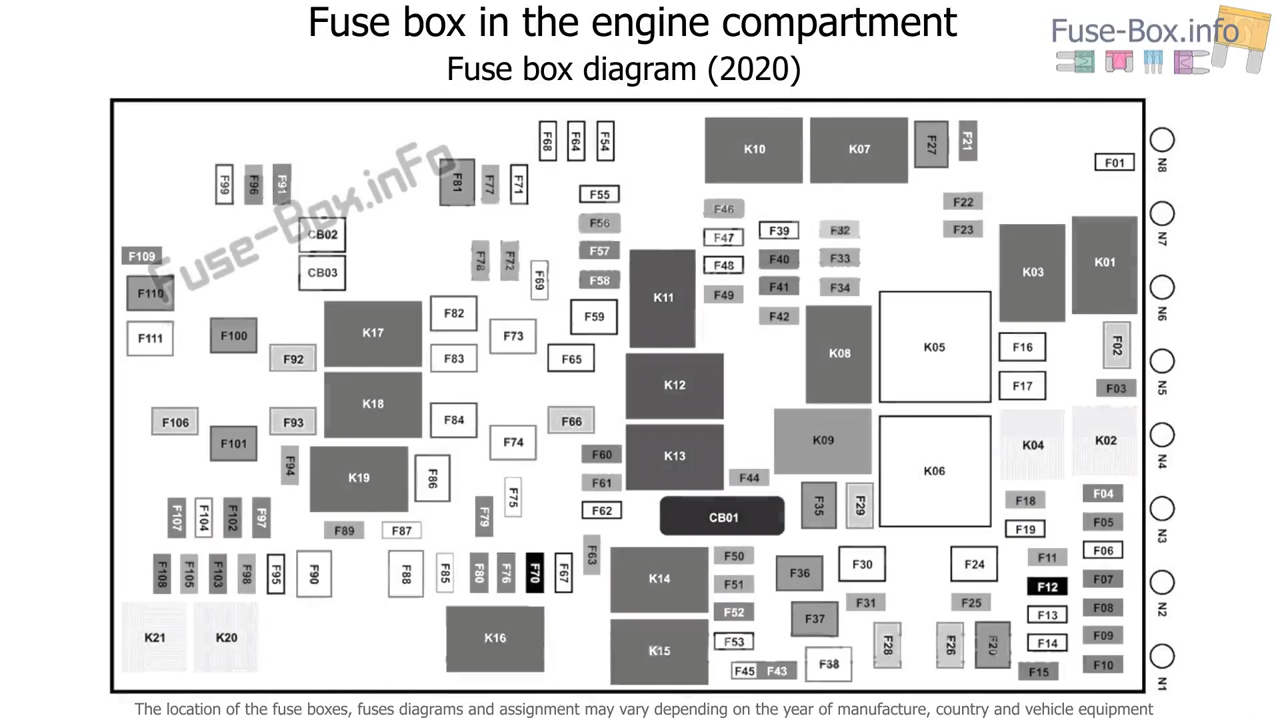 Fuse box in the engine compartment
Fuse-Box.info
Fuse box diagram (2020)
F68 F64 F54 K10 K07 F27 F21 N8
F01
F99 F96 F91 F81 F77 F71 F55
F46 F22
CB02 F56 F47 F39 F32 F23 N7
F109 CB03 F78 F72 F69 F57 F48 F40 F33 K03 K01
F110 F58 K11 F49 F41 F34 N6
F111 F100 K17 F82 F73 F59 F42
F92 F83 F65 K08 K05 F16 F02
K12 F17 F03 N5
F106 F93 K18 F84 F66
F101 F74 K09 K06 K04 K02 N4
F94 K19 F86 F60 K13 F44
F75 F61 F35 F29 F18 F04
F107 F104 F102 F97 F79 F62 CB01 F19 F05 N3
F89 F87
F63 F50 F30 F24 F11 F06
F108 F105 F103 F98 F95 F90 F88 F85 F80 F76 F70 F67 K14 F51 F36 F12 F07 N2
F52 F37 F31 F25 F13 F08
K21 K20 K16 K15 F53 F28 F26 F20 F14 F09
F45 F43 F38 F15 F10 N1
Fuse-Box.inFo
The location of the fuse boxes, fuses diagrams and assignment may vary depending on the year of manufacture, country and vehicle equipment